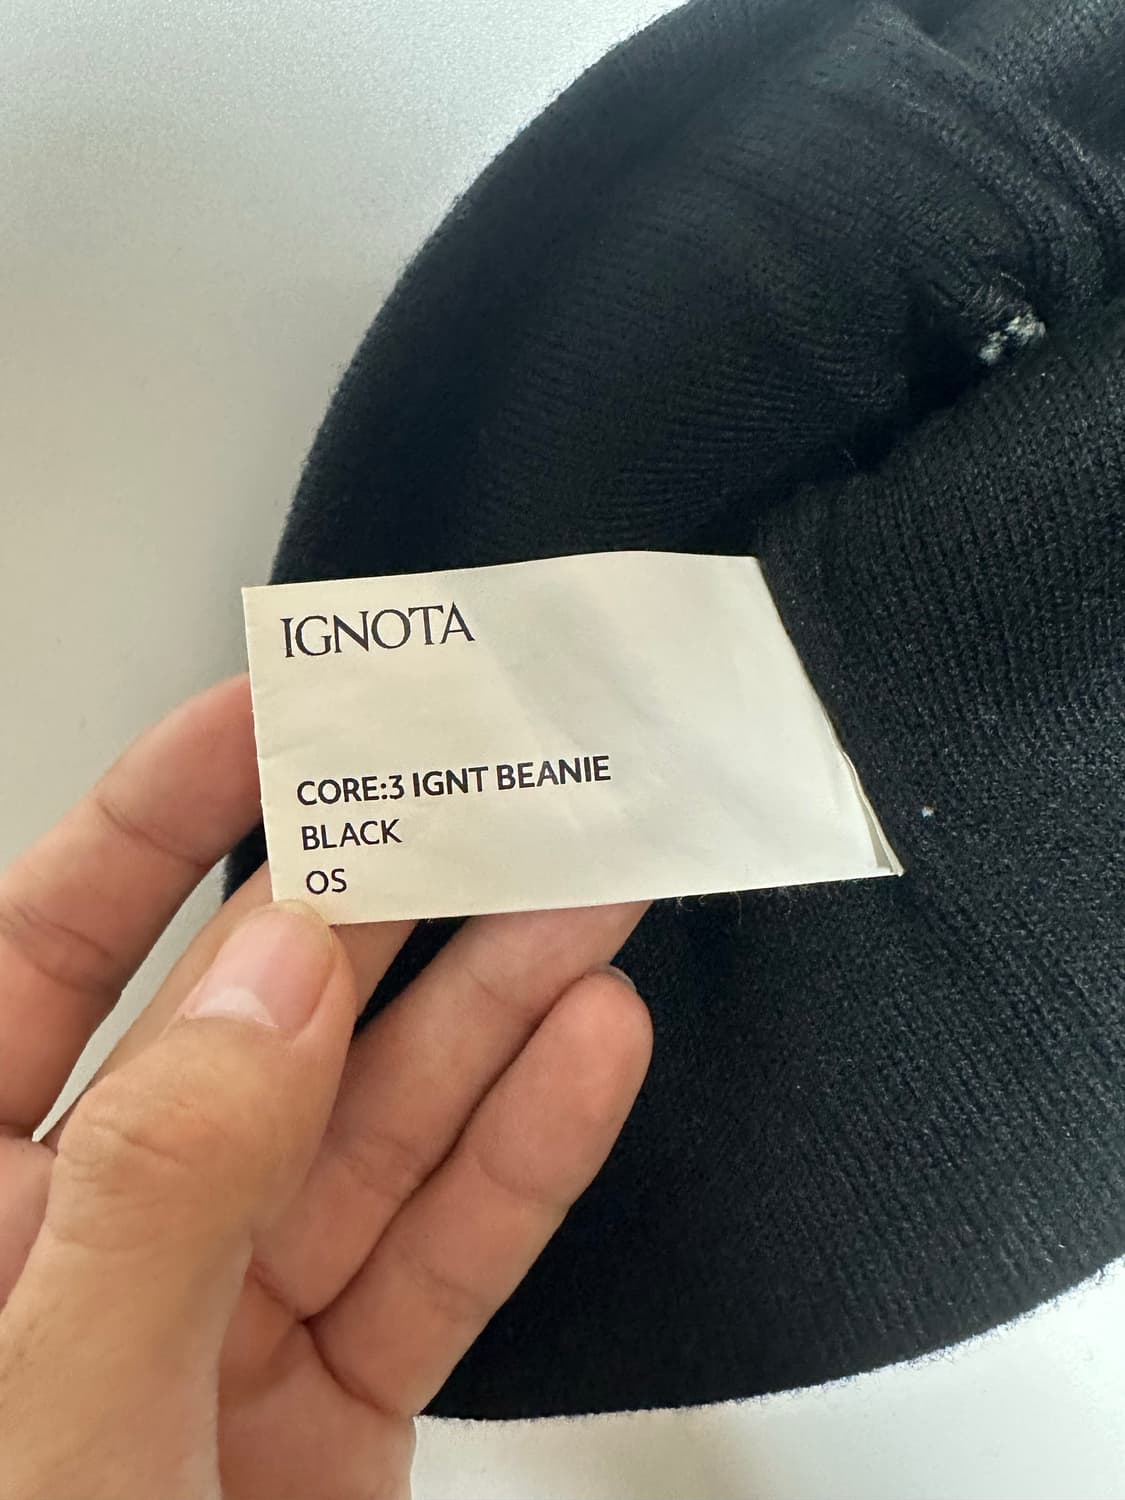 IGNOTA
CORE:3 IGNT BEANIE
BLACK
OS